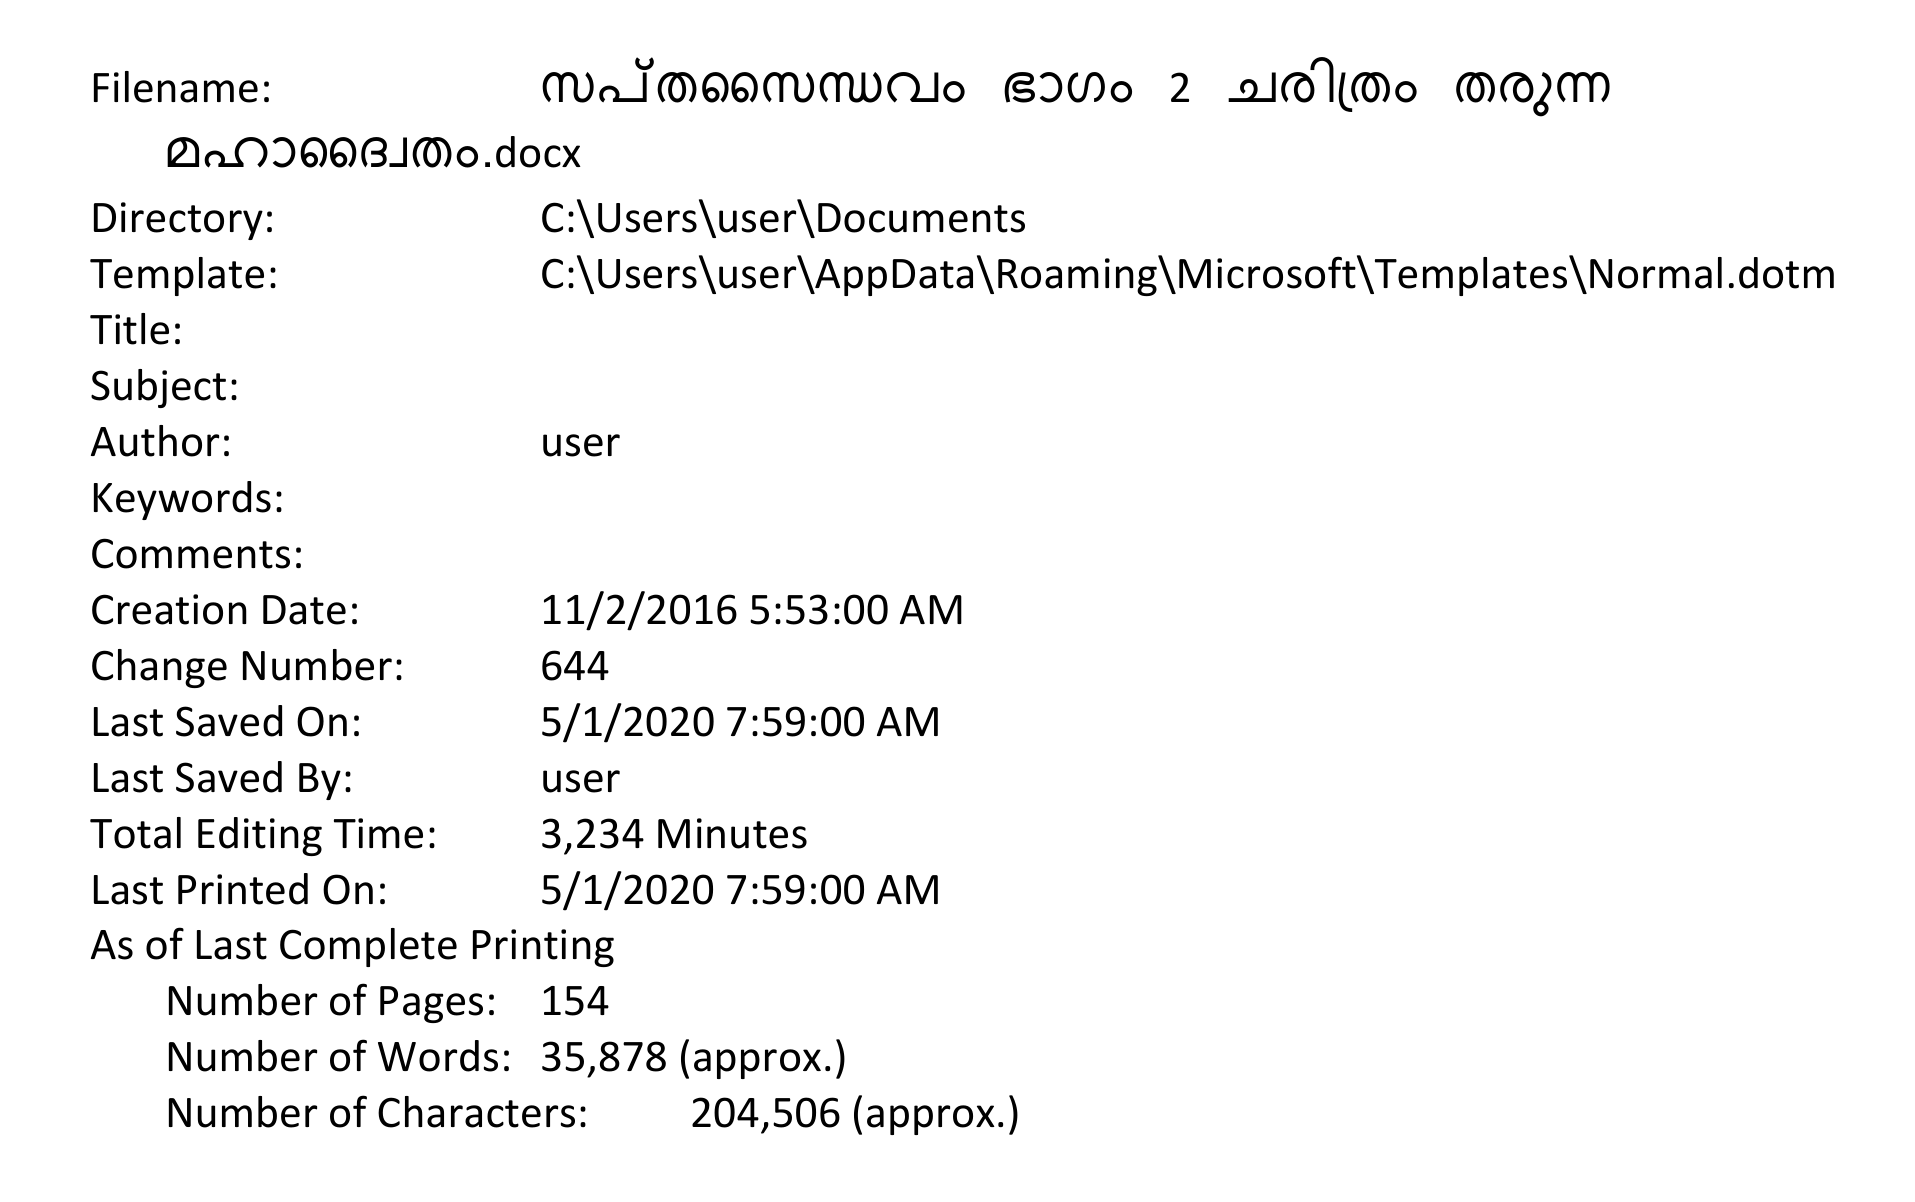 Filename: സപ്തസൈന്ധവം ഭാഗം 2 ചരിത്രം തരുന്ന
മഹാദ്വൈതം.docx
Directory: C:\Users\user\Documents
Template: C:\Users\user\AppData\Roaming\Microsoft\Templates\Normal.dotm
Title:
Subject:
Author: user
Keywords:
Comments:
Creation Date: 11/2/2016 5:53:00 AM
Change Number: 644
Last Saved On: 5/1/2020 7:59:00 AM
Last Saved By: user
Total Editing Time: 3,234 Minutes
Last Printed On: 5/1/2020 7:59:00 AM
As of Last Complete Printing
Number of Pages: 154
Number of Words: 35,878 (approx.)
Number of Characters: 204,506 (approx.)